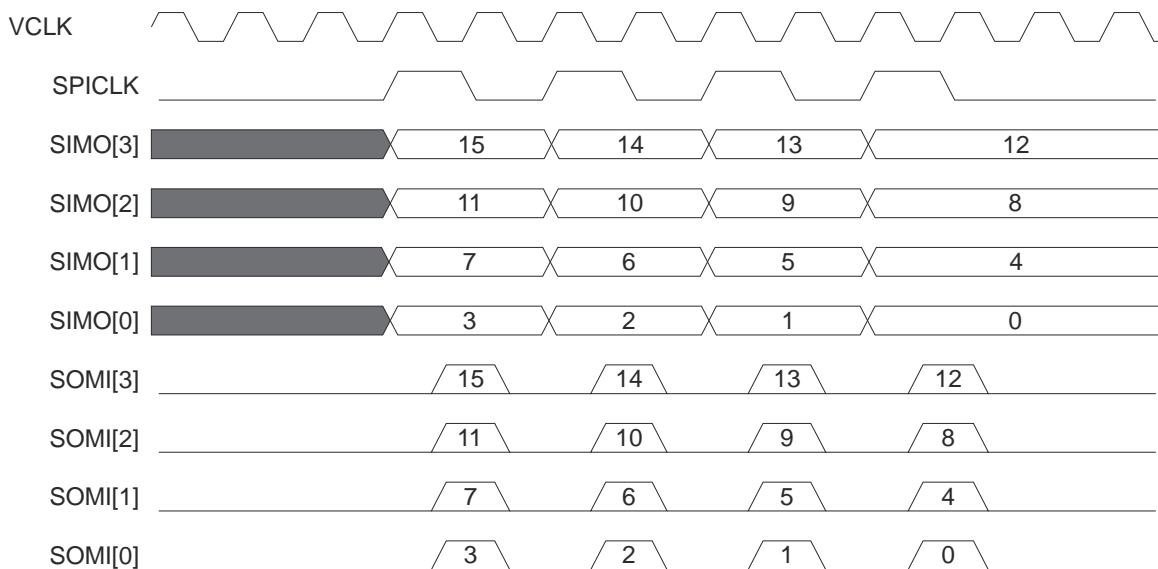 VCLK
SPICLK
SIMO[3] 15 14 13 12
SIMO[2] 11 10 9 8
SIMO[1] 7 6 5 4
SIMO[0] 3 2 1 0
SOMI[3] 15 14 13 12
SOMI[2] 11 10 9 8
SOMI[1] 7 6 5 4
SOMI[0] 3 2 1 0